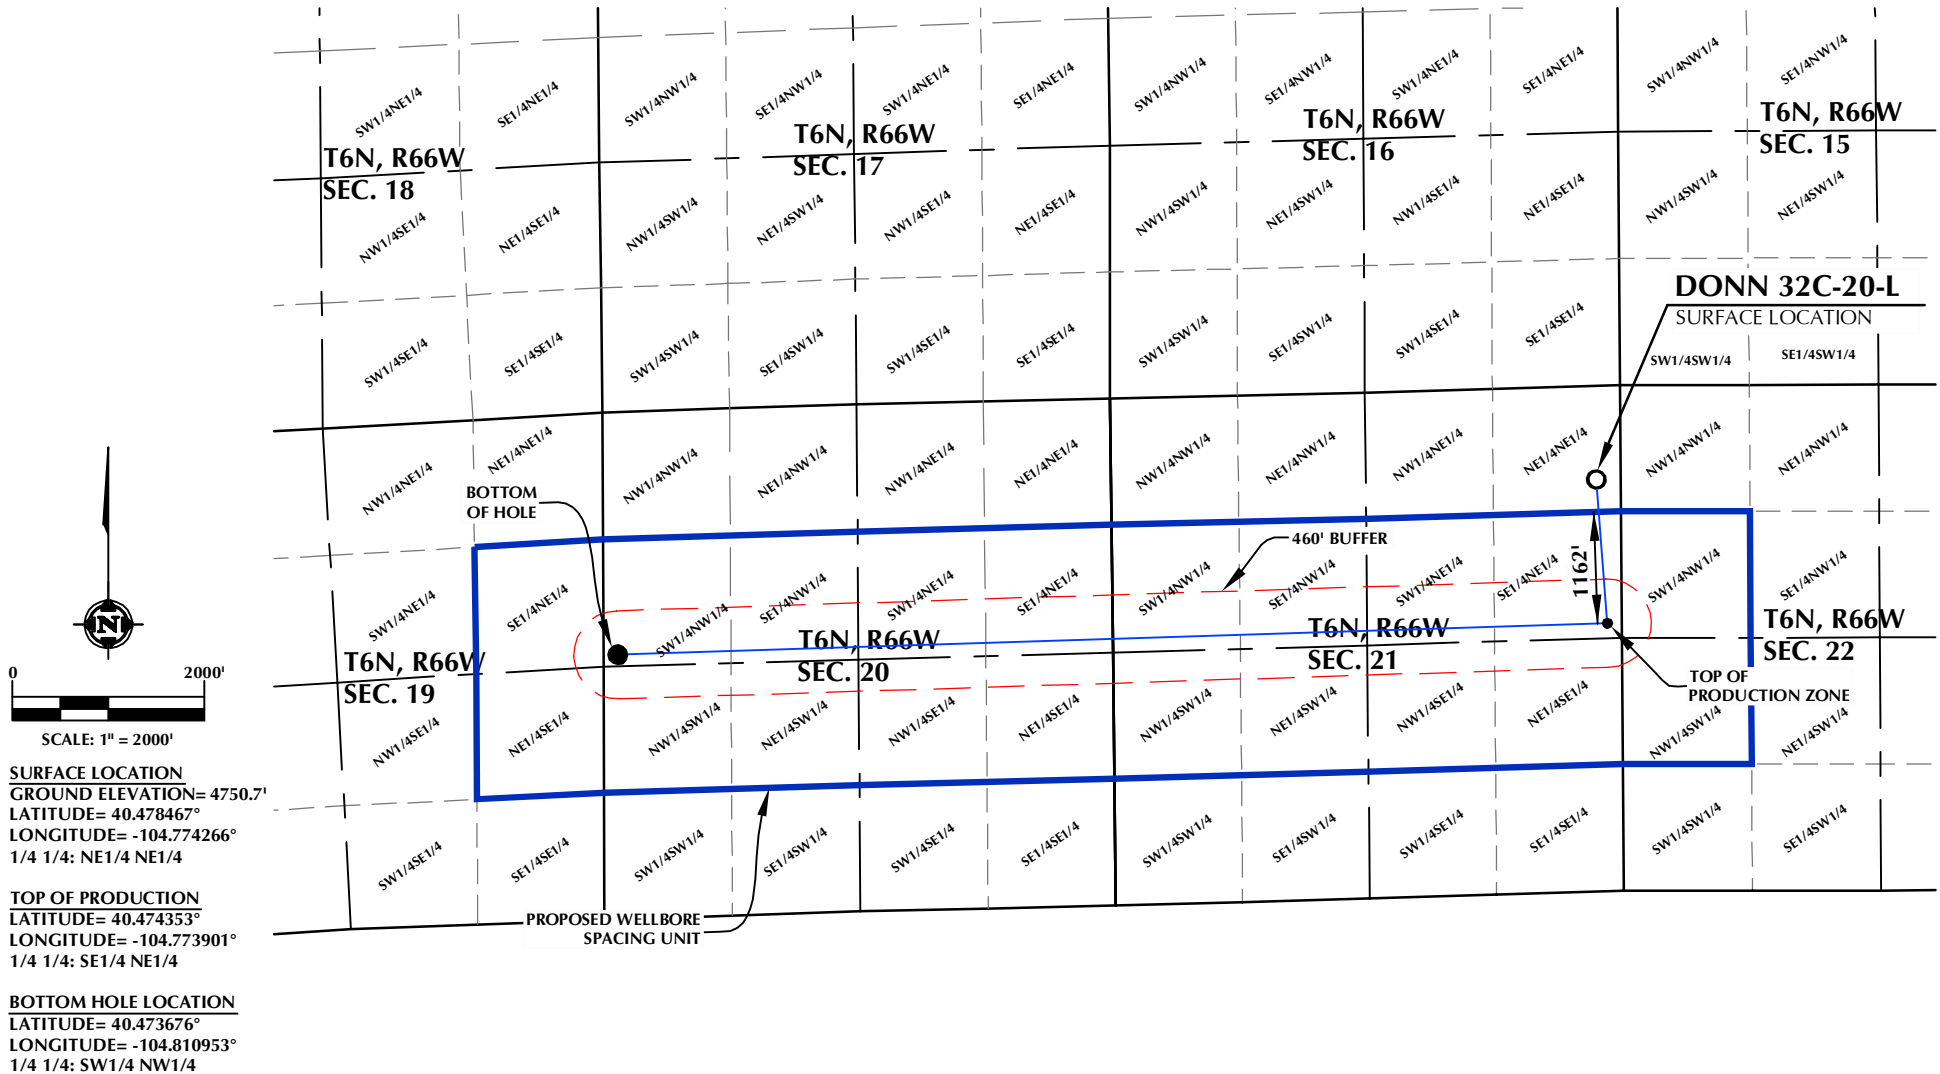 SW1/4NE1/4
SE1/4NE1/4
SW1/4NW1/4
SE1/4NW1/4
SW1/4NE1/4
SE1/4NE1/4
SW1/4NW1/4
SE1/4NW1/4
SW1/4NE1/4
SE1/4NE1/4
SW1/4NW1/4
SE1/4NW1/4
T6N, R66W
SEC. 18
T6N, R66W
SEC. 17
T6N, R66W
SEC. 16
T6N, R66W
SEC. 15
NW1/4SE1/4
NE1/4SE1/4
NW1/4SW1/4
NE1/4SW1/4
NW1/4SE1/4
NE1/4SE1/4
NW1/4SW1/4
NE1/4SW1/4
NW1/4SE1/4
NE1/4SE1/4
NW1/4SW1/4
NE1/4SW1/4
DONN 32C-20-L
SURFACE LOCATION
SW1/4SE1/4
SE1/4SE1/4
SW1/4SW1/4
SE1/4SW1/4
SW1/4SE1/4
SE1/4SE1/4
SW1/4SW1/4
SE1/4SW1/4
SW1/4SE1/4
SE1/4SE1/4
SW1/4SW1/4
SE1/4SW1/4
NW1/4NE1/4
NE1/4NE1/4
NW1/4NW1/4
NE1/4NW1/4
NW1/4NE1/4
NE1/4NE1/4
NW1/4NW1/4
NE1/4NW1/4
NW1/4NE1/4
NE1/4NE1/4
NW1/4NW1/4
NE1/4NW1/4
BOTTOM
OF HOLE
460' BUFFER
1162'
SW1/4NE1/4
SE1/4NE1/4
SW1/4NW1/4
SE1/4NW1/4
SW1/4NE1/4
SE1/4NE1/4
SW1/4NW1/4
SE1/4NW1/4
SW1/4NE1/4
SE1/4NE1/4
SW1/4NW1/4
SE1/4NW1/4
T6N, R66W
SEC. 19
T6N, R66W
SEC. 20
T6N, R66W
SEC. 21
T6N, R66W
SEC. 22
TOP OF
PRODUCTION ZONE
NW1/4SE1/4
NE1/4SE1/4
NW1/4SW1/4
NE1/4SW1/4
NW1/4SE1/4
NE1/4SE1/4
NW1/4SW1/4
NE1/4SW1/4
NW1/4SE1/4
NE1/4SE1/4
NW1/4SW1/4
NE1/4SW1/4
SW1/4SE1/4
SE1/4SE1/4
SW1/4SW1/4
SE1/4SW1/4
SW1/4SE1/4
SE1/4SE1/4
SW1/4SW1/4
SE1/4SW1/4
SW1/4SE1/4
SE1/4SE1/4
SW1/4SW1/4
SE1/4SW1/4
PROPOSED WELLBORE
SPACING UNIT
N
0 2000'
SCALE: 1" = 2000'
SURFACE LOCATION
GROUND ELEVATION= 4750.7'
LATITUDE= 40.478467°
LONGITUDE= -104.774266°
1/4 1/4: NE1/4 NE1/4
TOP OF PRODUCTION
LATITUDE= 40.474353°
LONGITUDE= -104.773901°
1/4 1/4: SE1/4 NE1/4
BOTTOM HOLE LOCATION
LATITUDE= 40.473676°
LONGITUDE= -104.810953°
1/4 1/4: SW1/4 NW1/4